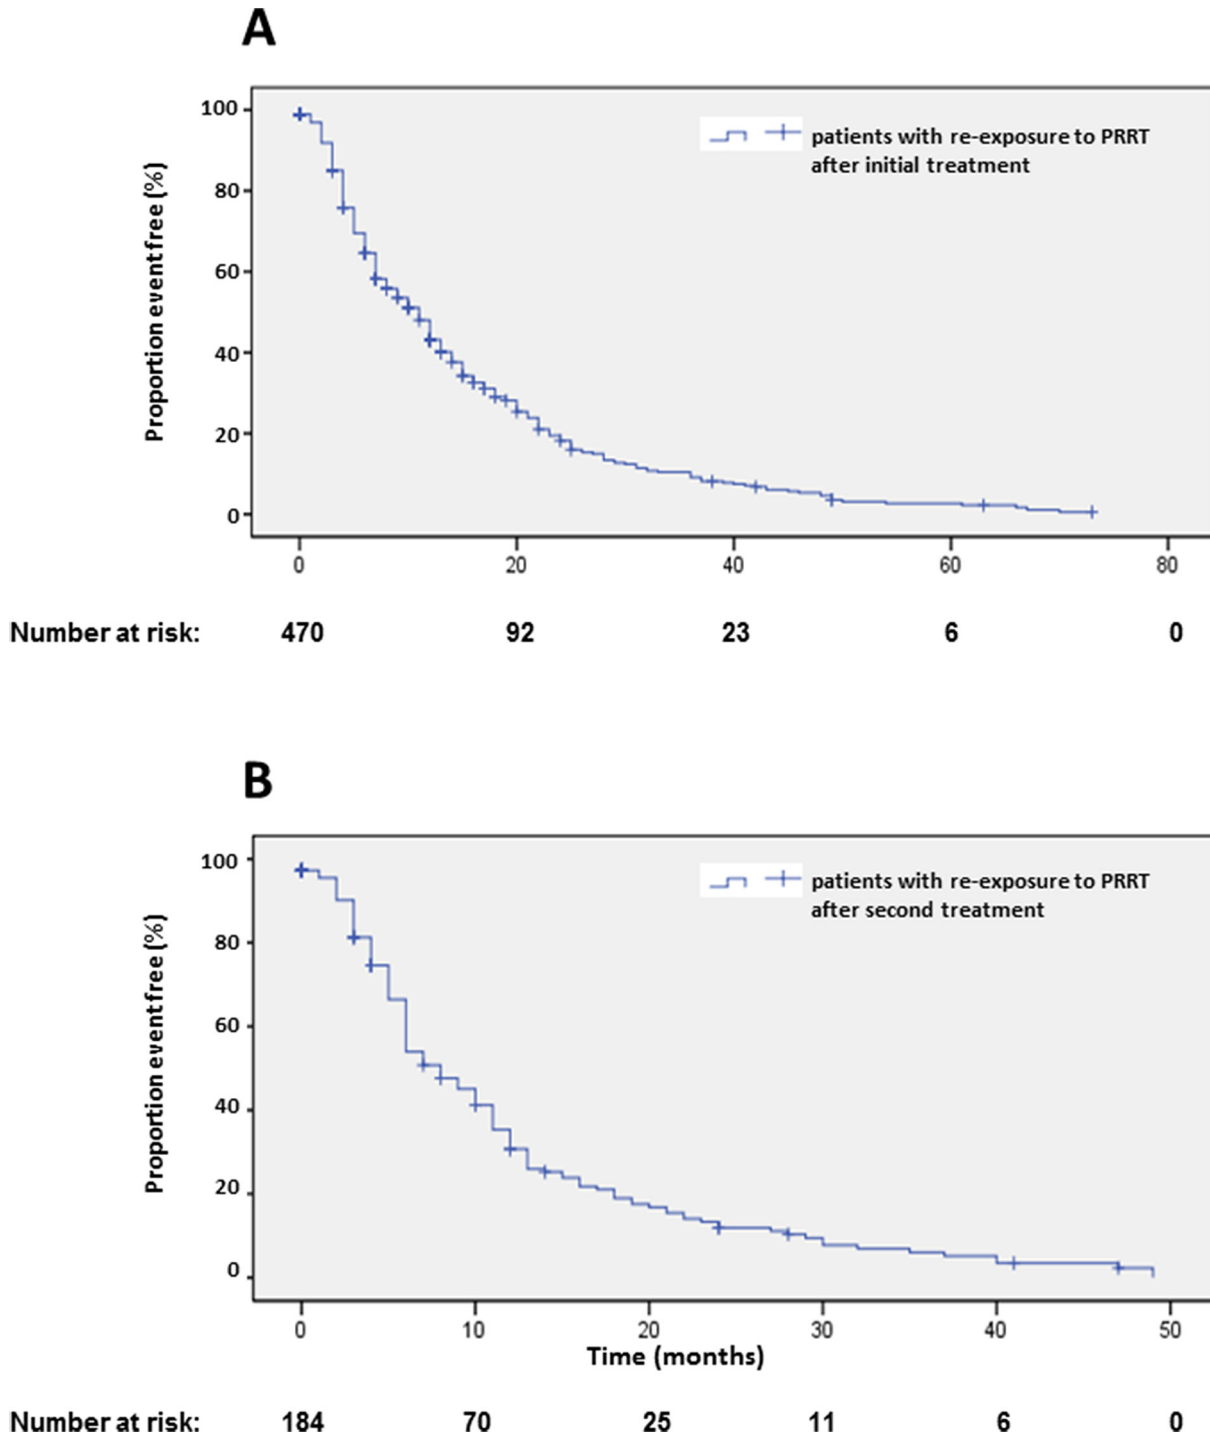 A
100
80
60
40
20
0
Proportion event free (%)
patients with re-exposure to PRRT
after initial treatment
0 20 40 60 80
Number at risk: 470 92 23 6 0
B
100
80
60
40
20
0
Proportion event free (%)
patients with re-exposure to PRRT
after second treatment
0 10 20 30 40 50
Time (months)
Number at risk: 184 70 25 11 6 0